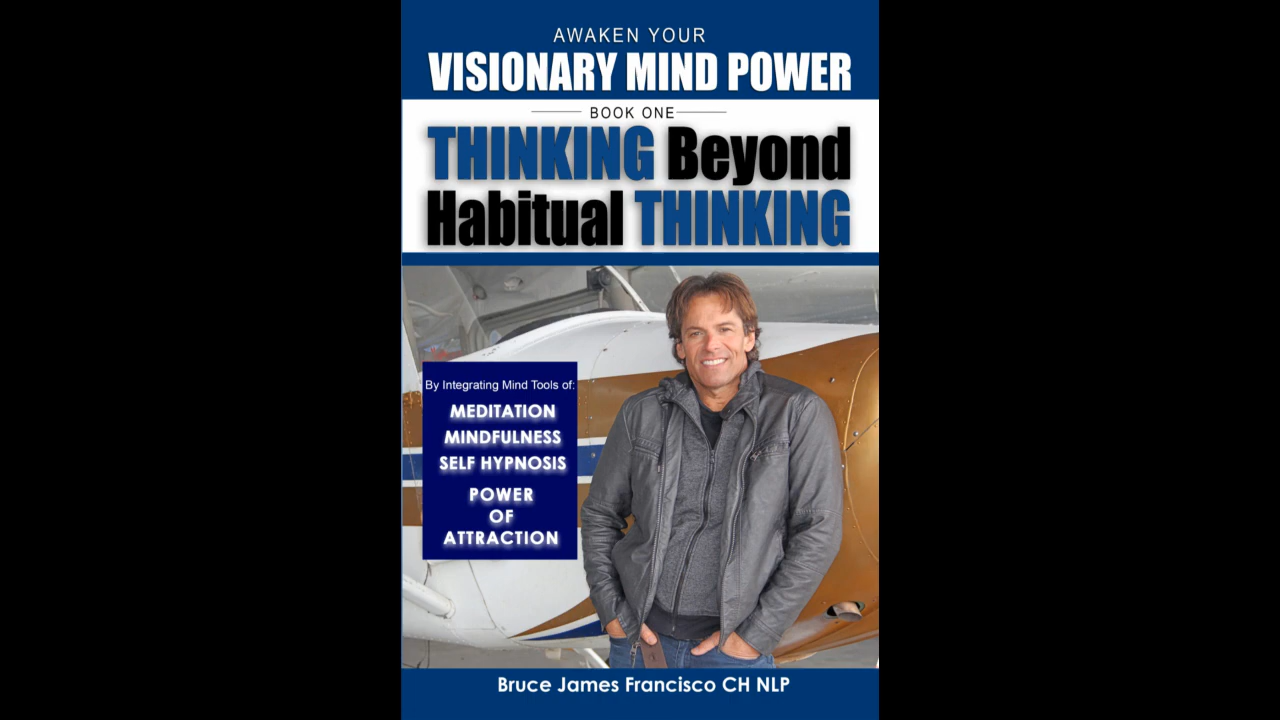 AWAKEN YOUR
VISIONARY MIND POWER
BOOK ONE
THINKING Beyond
Habitual THINKING
By Integrating Mind Tools of:
MEDITATION
MINDFULNESS
SELF HYPNOSIS
POWER
OF
ATTRACTION
Bruce James Francisco CH NLP